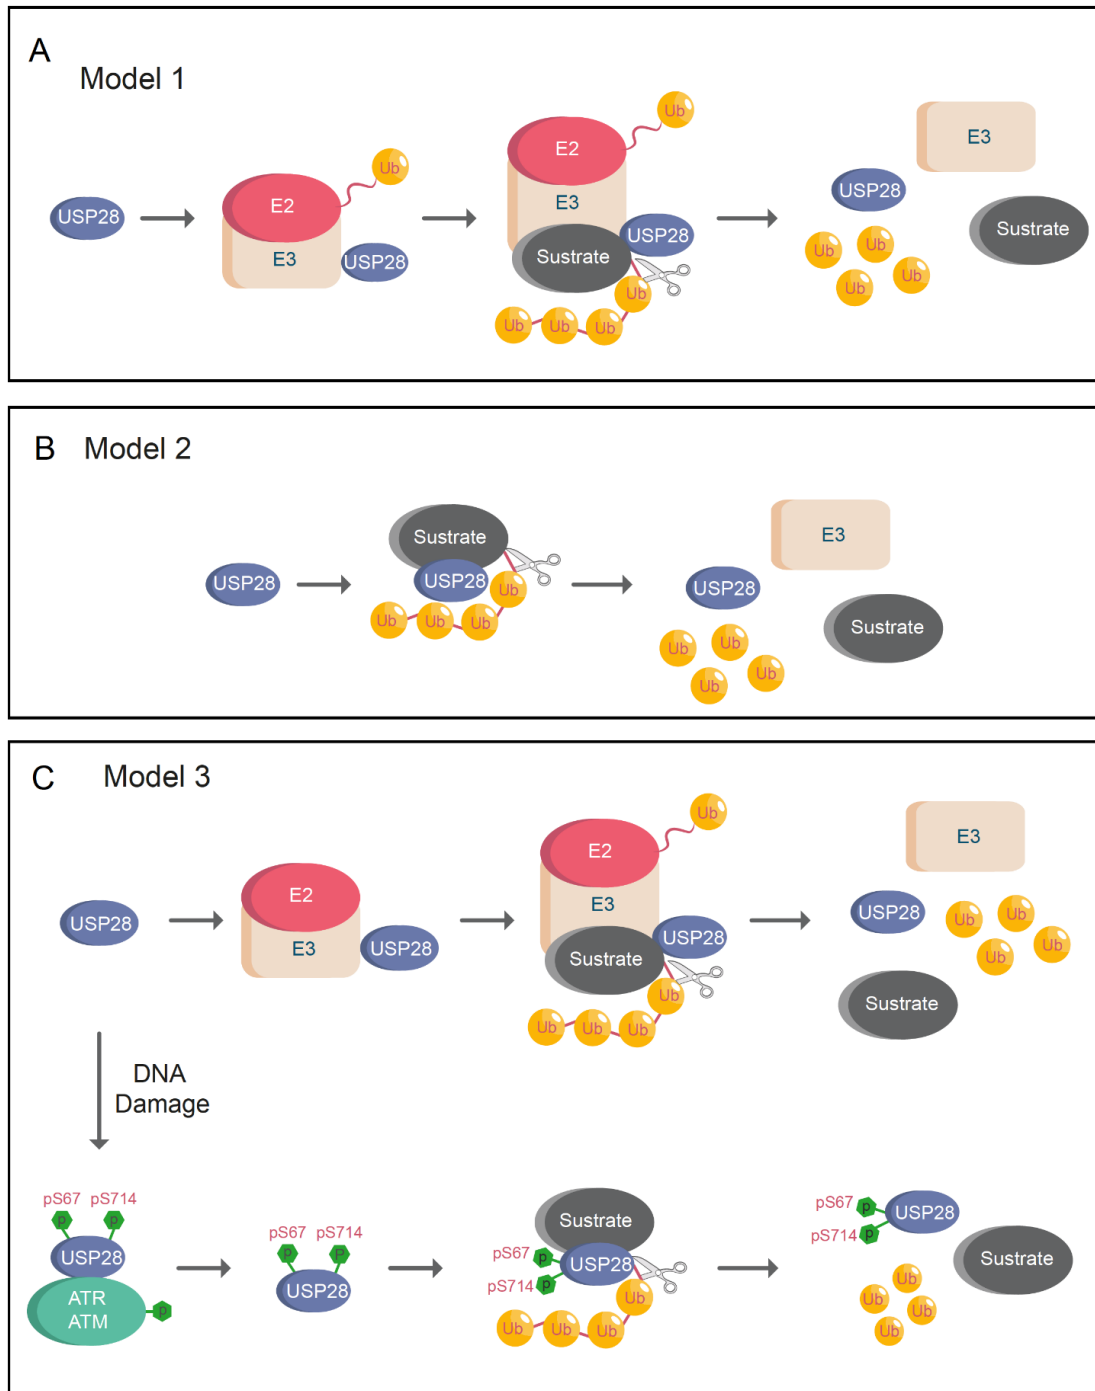 A
Model 1
USP28
E2
Ub
E3
USP28
E2
Ub
E3
USP28
Sustrate
Ub
Ub
Ub
Ub
E3
USP28
Sustrate
Ub
Ub
Ub
Ub
B
Model 2
USP28
Sustrate
USP28
Ub
Ub
Ub
Ub
E3
USP28
Sustrate
Ub
Ub
Ub
Ub
C
Model 3
USP28
E2
E3
USP28
Ub
E2
E3
USP28
Sustrate
Ub
Ub
Ub
Ub
E3
USP28
Ub
Ub
Ub
Ub
Sustrate
DNA
Damage
pS67 pS714
p p
USP28
ATR
ATM
p
pS67 pS714
p P
USP28
Sustrate
pS67 p
USP28
pS714 p
Ub
Ub
Ub
Ub
pS67 p
USP28
pS714 p
Sustrate
Ub
Ub
Ub
Ub